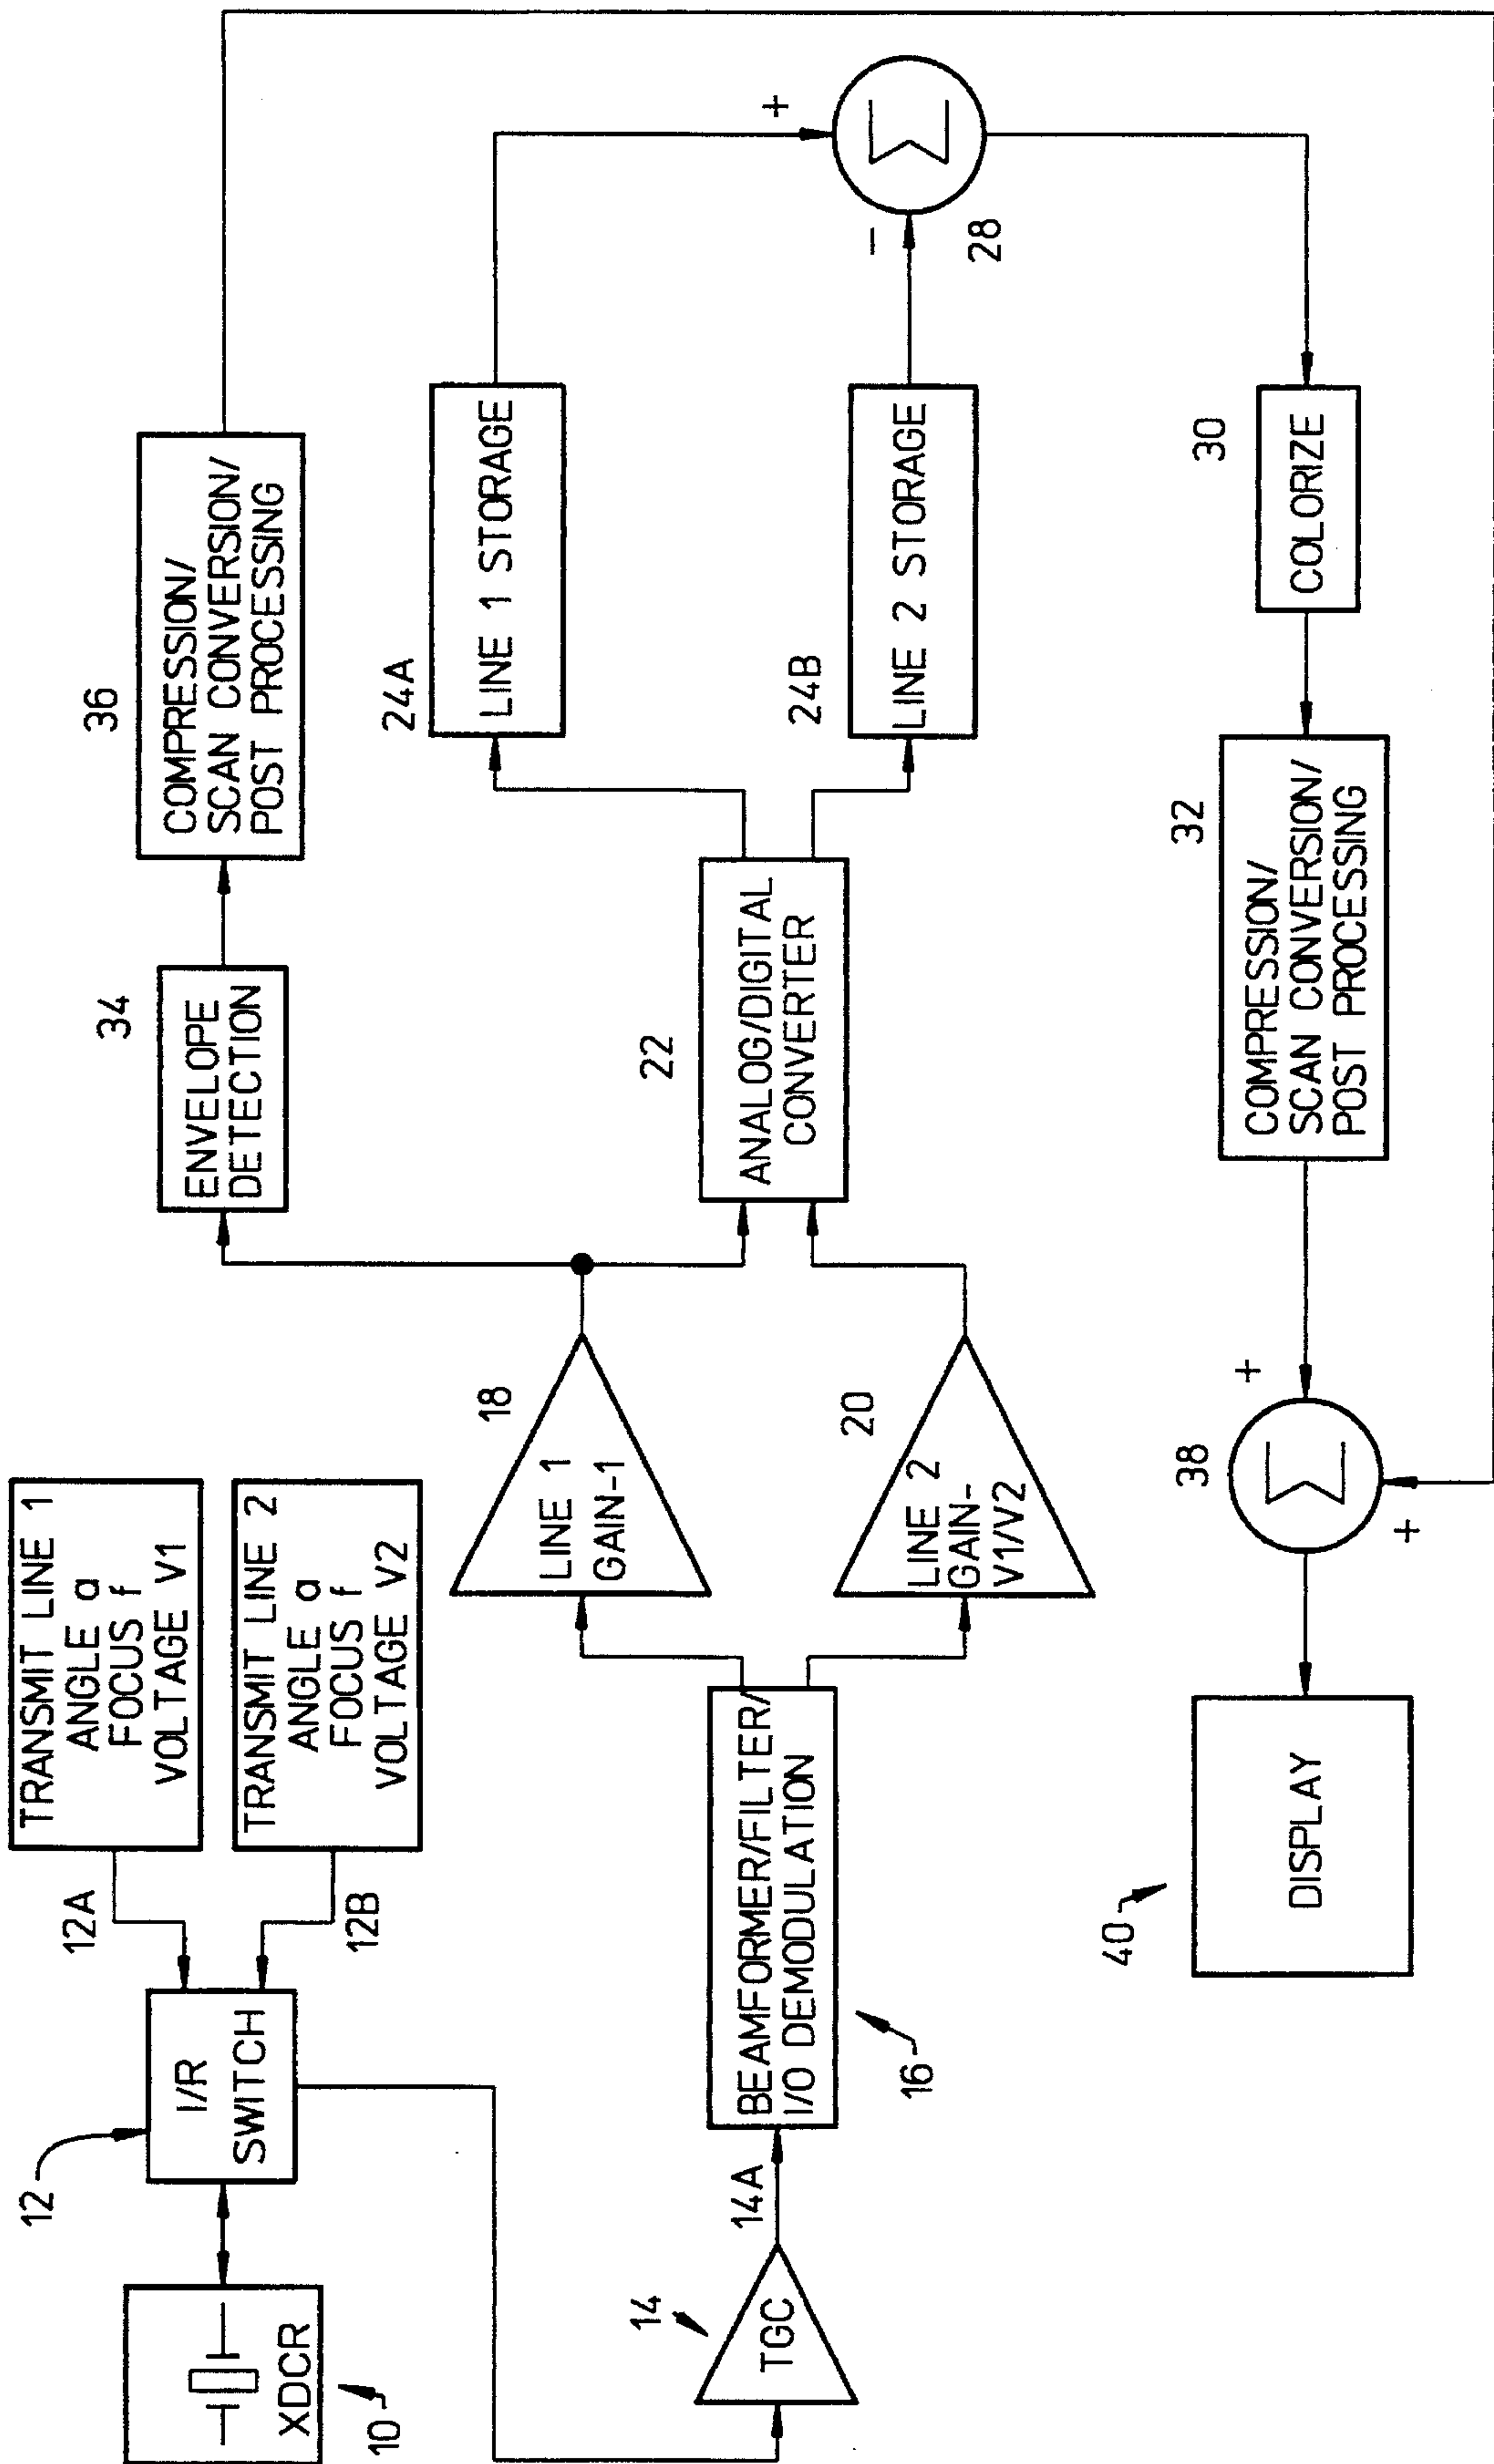 TRANSMIT LINE 1
ANGLE α
FOCUS f
VOLTAGE V1
TRANSMIT LINE 2
ANGLE α
FOCUS f
VOLTAGE V2
12A
12B
12
I/R
SWITCH
XDCR
10
14
TGC
14A
BEAMFORMER/FILTER/
I/O DEMODULATION
16
18
LINE 1
GAIN-1
20
LINE 2
GAIN-
V1/V2
34
ENVELOPE
DETECTION
36
COMPRESSION/
SCAN CONVERSION/
POST PROCESSING
22
ANALOG/DIGITAL
CONVERTER
24A
LINE 1 STORAGE
24B
LINE 2 STORAGE
+
-
Σ
28
30
COLORIZE
32
COMPRESSION/
SCAN CONVERSION/
POST PROCESSING
+
38
Σ
+
40
DISPLAY